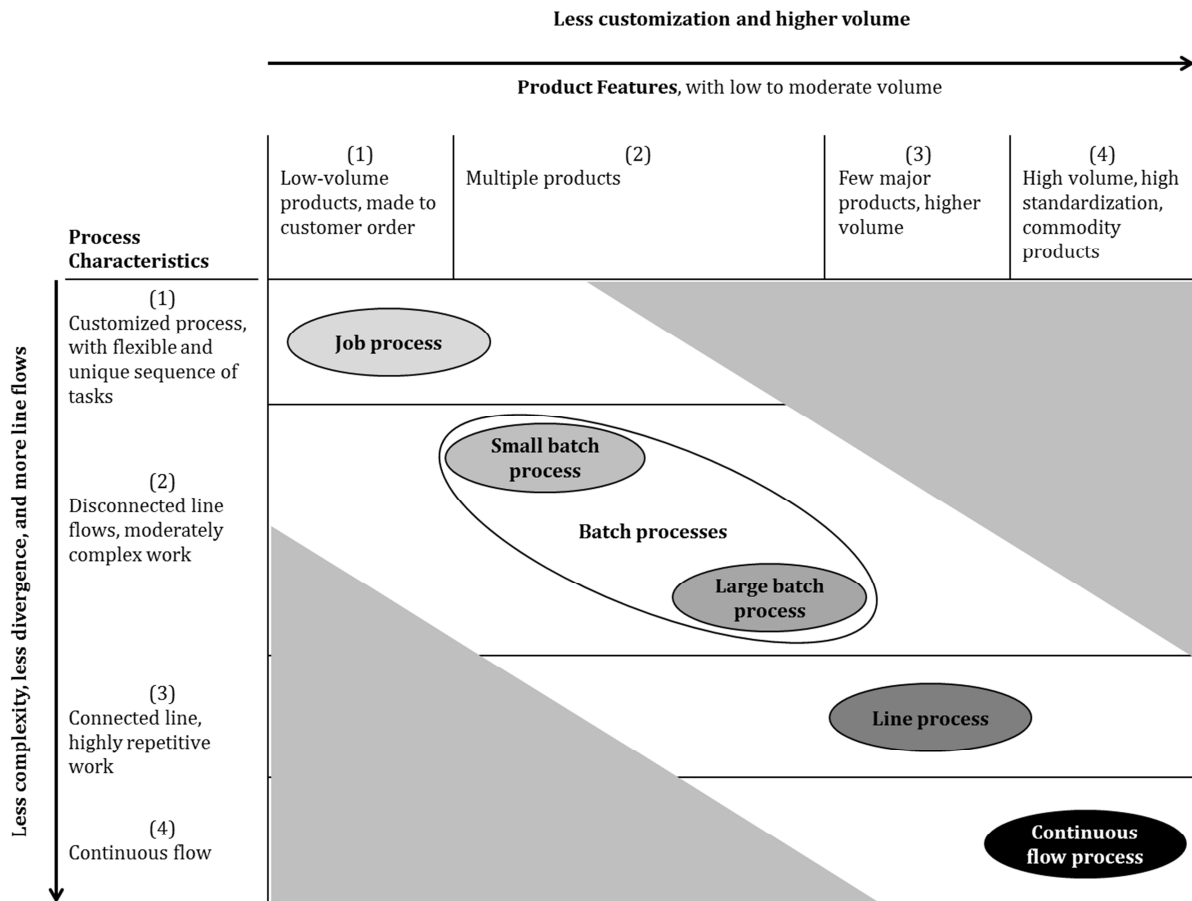 Less customization and higher volume
Product Features, with low to moderate volume
(1)
Low-volume
products, made to
customer order
(2)
Multiple products
(3)
Few major
products, higher
volume
(4)
High volume, high
standardization,
commodity
products
Process
Characteristics
Less complexity, less divergence, and more line flows
(1)
Customized process,
with flexible and
unique sequence of
tasks
Job process
(2)
Disconnected line
flows, moderately
complex work
Small batch
process
Batch processes
Large batch
process
(3)
Connected line,
highly repetitive
work
Line process
(4)
Continuous flow
Continuous
flow process